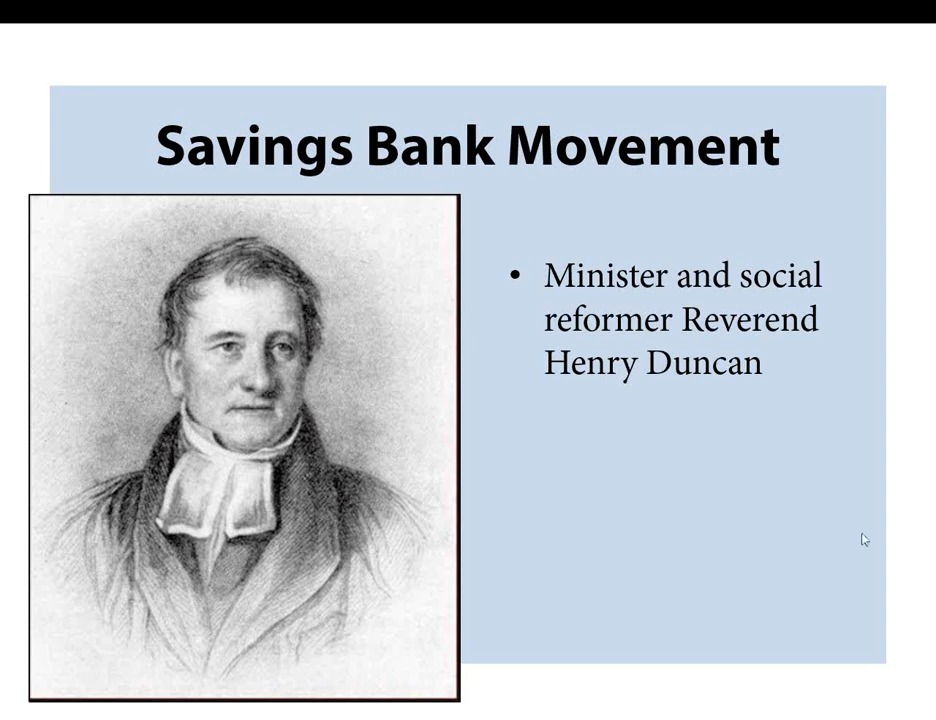 Savings Bank Movement
• Minister and social
reformer Reverend
Henry Duncan